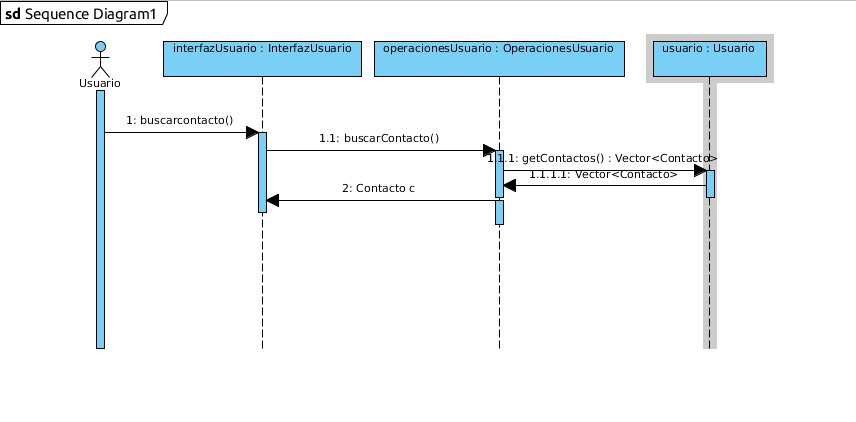 sd Sequence Diagram1
interfazUsuario : InterfazUsuario
operacionesUsuario : OperacionesUsuario
usuario : Usuario
Usuario
1: buscarcontacto()
1.1: buscarContacto()
1.1.1: getContactos() : Vector<Contacto>
1.1.1.1: Vector<Contacto>
2: Contacto c